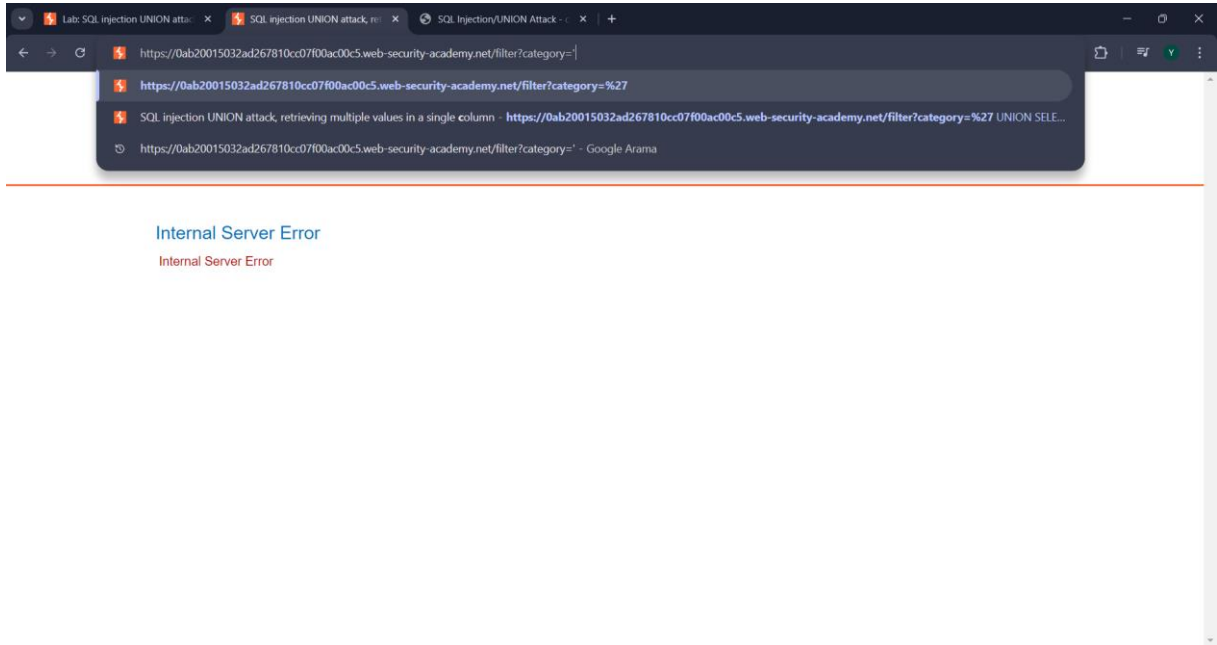 Lab: SQL injection UNION attac
SQL injection UNION attack, ret
SQL Injection/UNION Attack - c
https://0ab20015032ad267810cc07f00ac00c5.web-security-academy.net/filter?category='
Y
https://0ab20015032ad267810cc07f00ac00c5.web-security-academy.net/filter?category=%27
SQL injection UNION attack, retrieving multiple values in a single column - https://0ab20015032ad267810cc07f00ac00c5.web-security-academy.net/filter?category=%27 UNION SELE...
https://0ab20015032ad267810cc07f00ac00c5.web-security-academy.net/filter?category=' - Google Arama
Internal Server Error
Internal Server Error